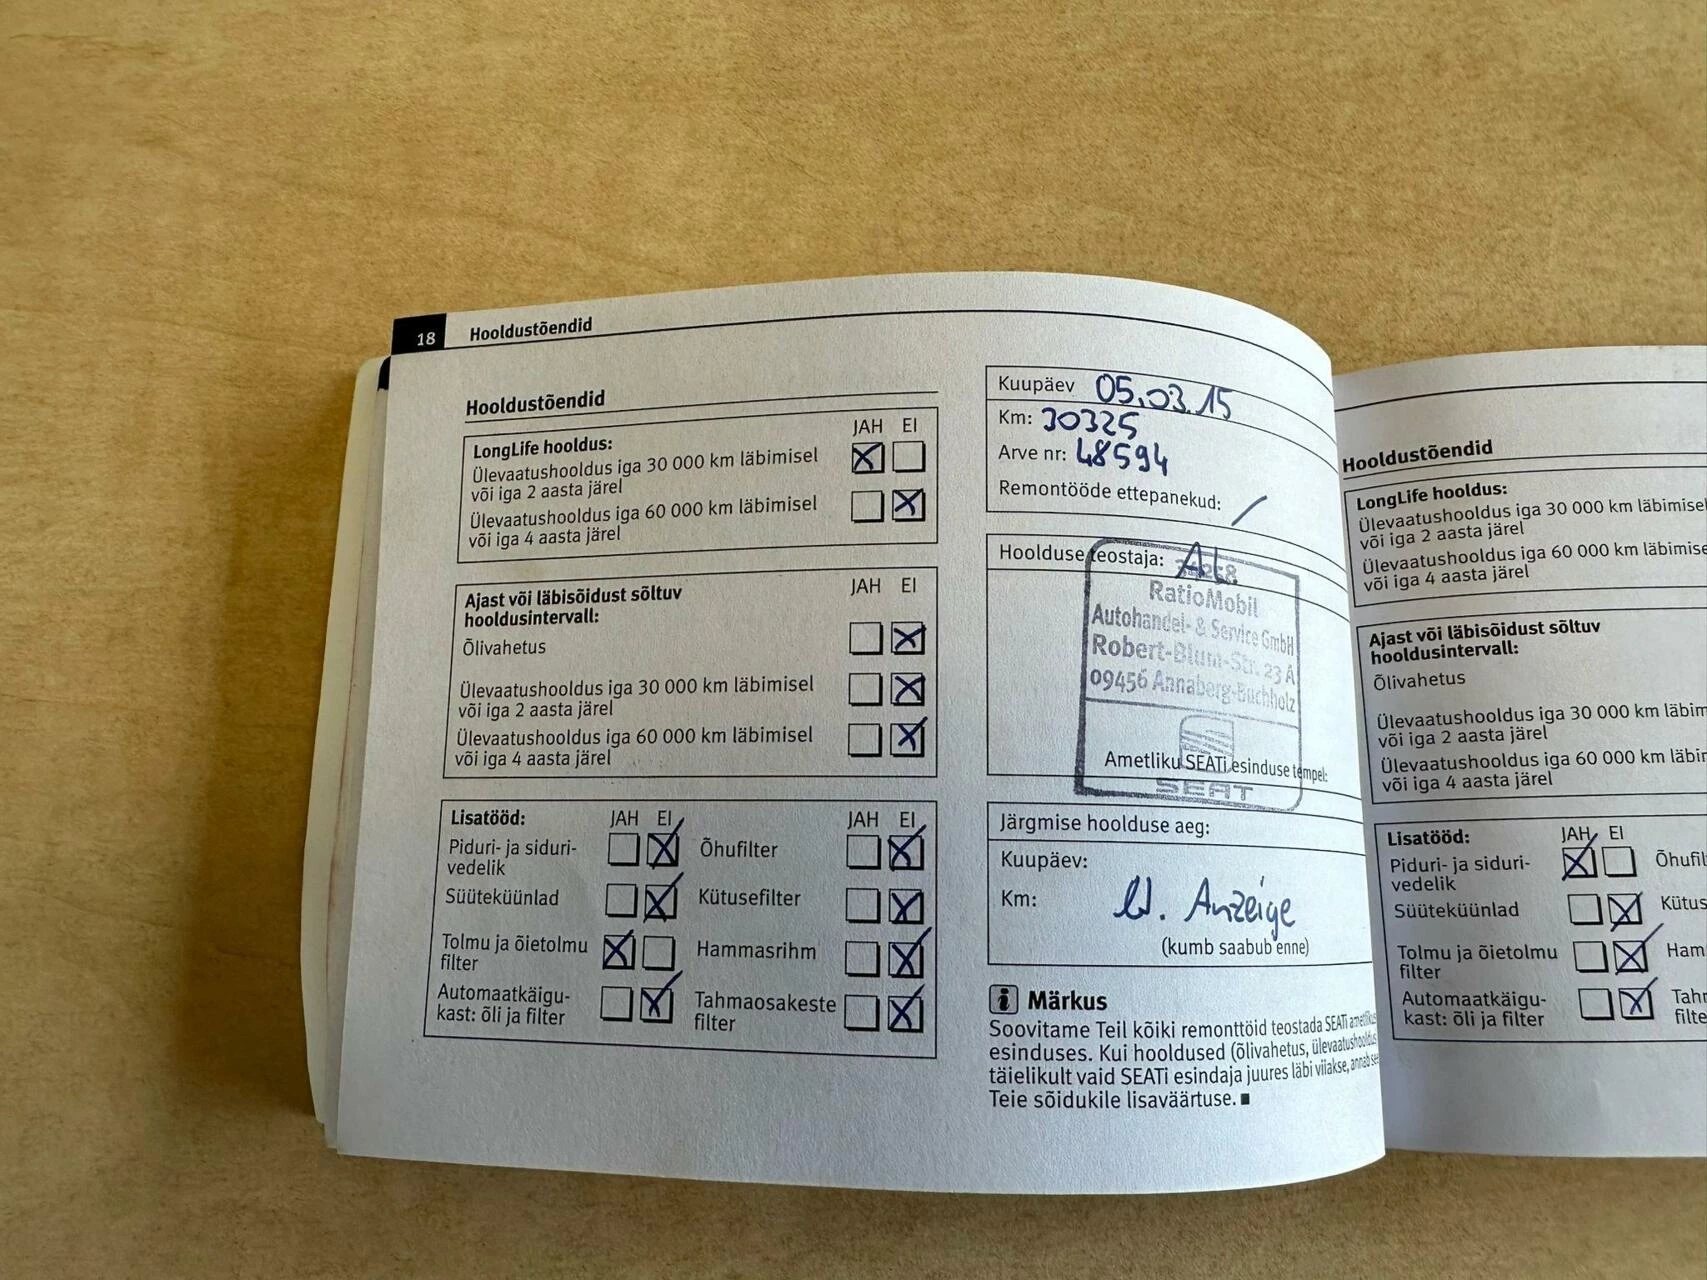 18 Hooldustõendid
Hooldustõendid
JAH EI
LongLife hooldus:
Ülevaatushooldus iga 30 000 km läbimisel
või iga 2 aasta järel
Ülevaatushooldus iga 60 000 km läbimisel
või iga 4 aasta järel
JAH EI
Ajast või läbisõidust sõltuv
hooldusintervall:
Õlivahetus
Ülevaatushooldus iga 30 000 km läbimisel
või iga 2 aasta järel
Ülevaatushooldus iga 60 000 km läbimisel
või iga 4 aasta järel
Lisatööd: JAH EI JAH EI
Piduri- ja siduri-
vedelik
Õhufilter
Süüteküünlad
Kütusefilter
Tolmu ja õietolmu
filter
Hammasrihm
Automaatkäigu-
kast: õli ja filter
Tahmaosakeste
filter
Kuupäev 05.03.15
Km: 30325
Arve nr: 48594
Remontööde ettepanekud: /
Hoolduse teostaja:
RatioMobil
Autohandel- & Service GmbH
Robert-Blum-Str. 23 A
09456 Annaberg-Buchholz
Ametliku SEATi esinduse tempel:
SEAT
Järgmise hoolduse aeg:
Kuupäev:
Km: Anzeige
(kumb saabub enne)
i Märkus
Soovitame Teil kõiki remonttöid teostada SEATi ametlikus
esinduses. Kui hooldused (õlivahetus, ülevaatushooldus)
täielikult vaid SEATi esindaja juures läbi viiakse, annab see
Teie sõidukile lisaväärtuse.
Hooldustõendid
LongLife hooldus:
Ülevaatushooldus iga 30 000 km läbimisel
või iga 2 aasta järel
Ülevaatushooldus iga 60 000 km läbimise
või iga 4 aasta järel
Ajast või läbisõidust sõltuv
hooldusintervall:
Õlivahetus
Ülevaatushooldus iga 30 000 km läbim
või iga 2 aasta järel
Ülevaatushooldus iga 60 000 km läbir
või iga 4 aasta järel
Lisatööd: JAH EI
Piduri- ja siduri-
vedelik
Õhufil
Süüteküünlad
Kütus
Tolmu ja õietolmu
filter
Ham
Automaatkäigu-
kast: õli ja filter
Tahr
filte